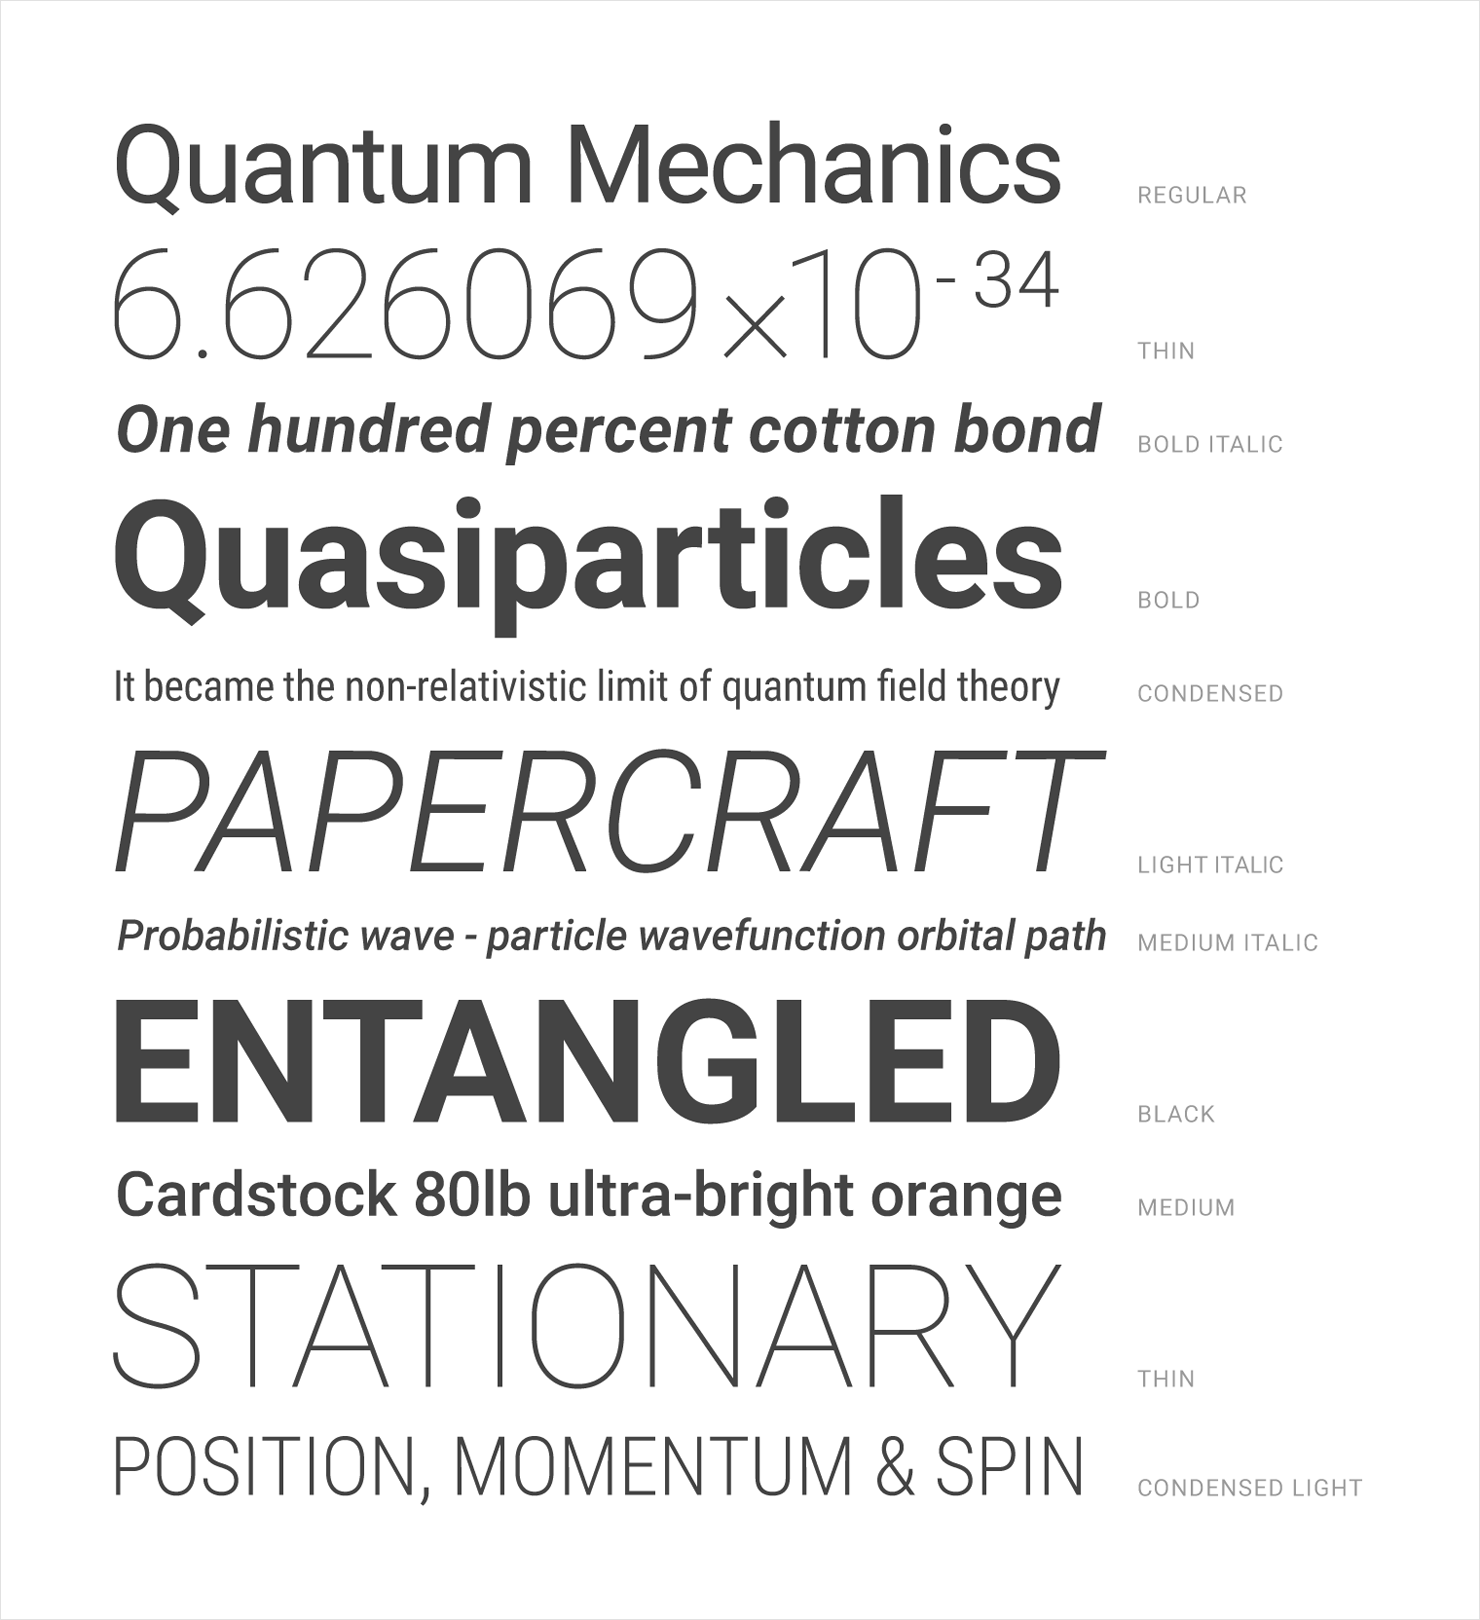 Quantum Mechanics REGULAR
6.626069×10-34 THIN
One hundred percent cotton bond BOLD ITALIC
Quasiparticles BOLD
It became the non-relativistic limit of quantum field theory CONDENSED
PAPERCRAFT LIGHT ITALIC
Probabilistic wave - particle wavefunction orbital path MEDIUM ITALIC
ENTANGLED BLACK
Cardstock 80lb ultra-bright orange MEDIUM
STATIONARY THIN
POSITION, MOMENTUM & SPIN CONDENSED LIGHT